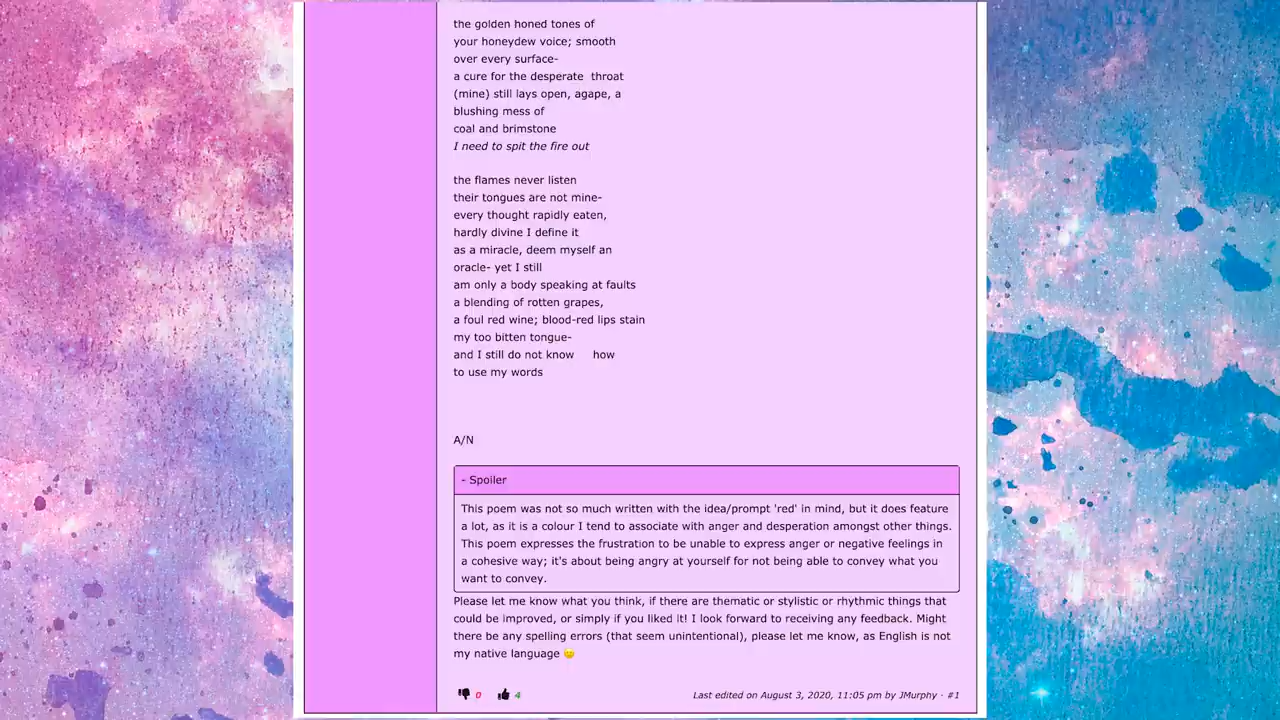 the golden honed tones of
your honeydew voice; smooth
over every surface-
a cure for the desperate  throat
(mine) still lays open, agape, a
blushing mess of
coal and brimstone
I need to spit the fire out
the flames never listen
their tongues are not mine-
every thought rapidly eaten,
hardly divine I define it
as a miracle, deem myself an
oracle- yet I still
am only a body speaking at faults
a blending of rotten grapes,
a foul red wine; blood-red lips stain
my too bitten tongue-
and I still do not know     how
to use my words
A/N
- Spoiler
This poem was not so much written with the idea/prompt 'red' in mind, but it does feature
a lot, as it is a colour I tend to associate with anger and desperation amongst other things.
This poem expresses the frustration to be unable to express anger or negative feelings in
a cohesive way; it's about being angry at yourself for not being able to convey what you
want to convey.
Please let me know what you think, if there are thematic or stylistic or rhythmic things that
could be improved, or simply if you liked it! I look forward to receiving any feedback. Might
there be any spelling errors (that seem unintentional), please let me know, as English is not
my native language 🙂
0 4 Last edited on August 3, 2020, 11:05 pm by JMurphy · #1